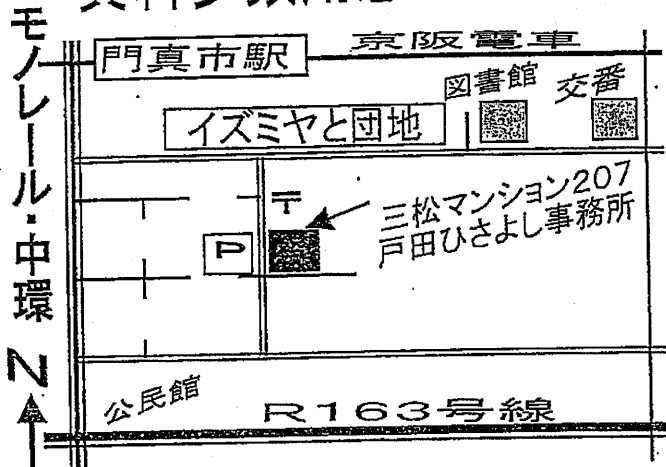 モノレール・中環
門真市駅
京阪電車
図書館
交番
イズミヤと団地
〒
三松マンション207
戸田ひさよし事務所
P
N
公民館
R163号線